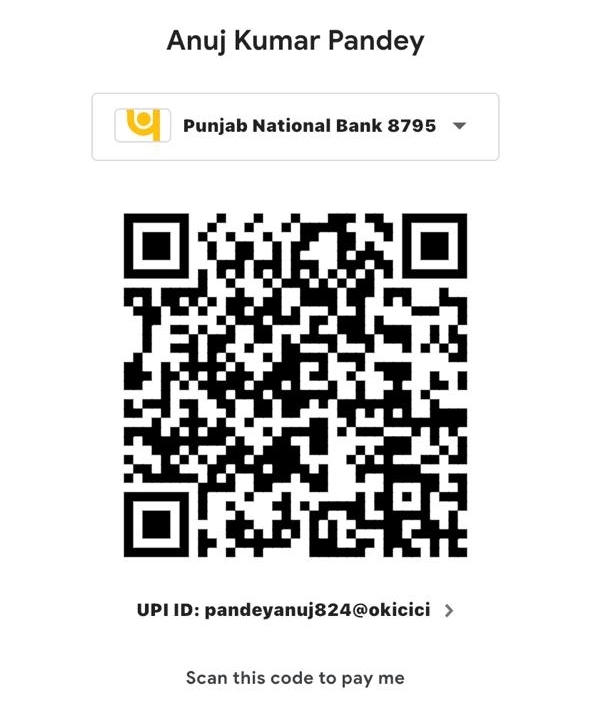 Anuj Kumar Pandey
Punjab National Bank 8795
UPI ID: pandeyanuj824@okicici
Scan this code to pay me